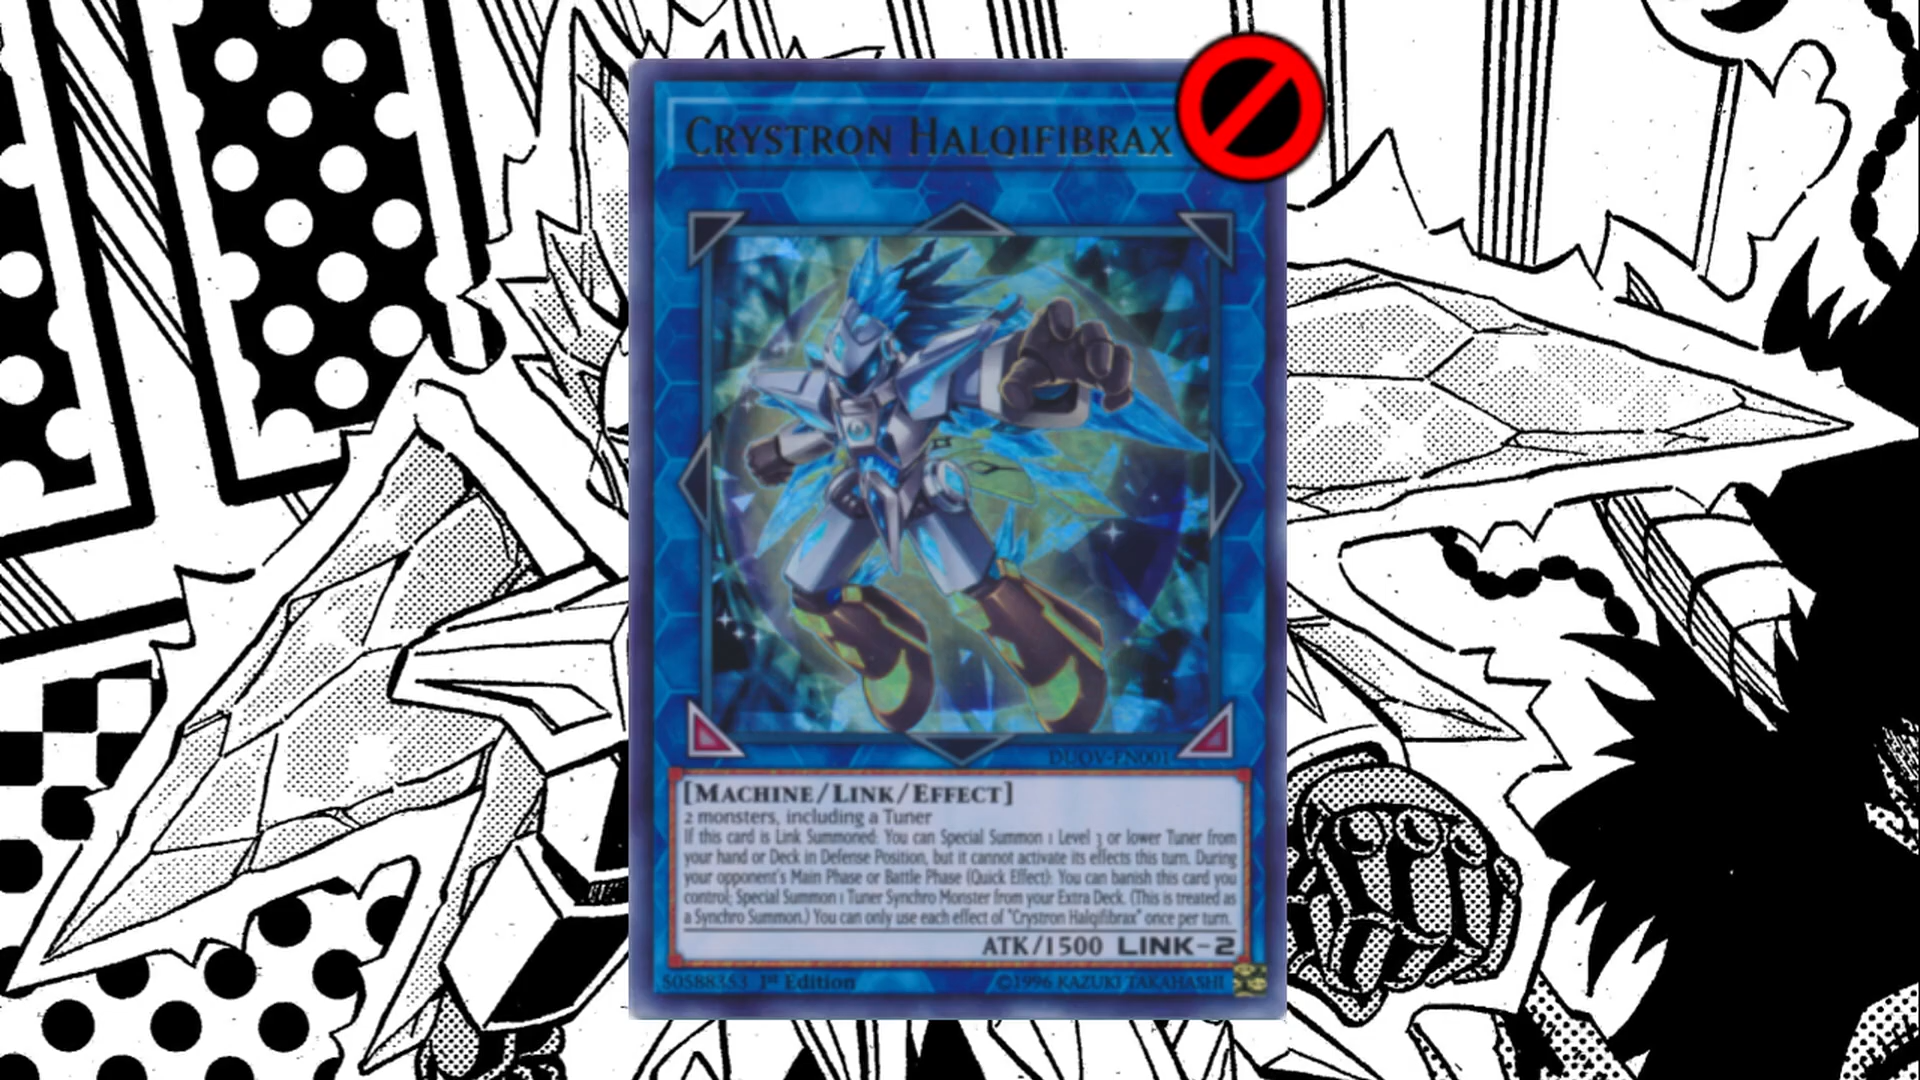 CRYSTRON HALQIFIBRAX
DUOV-EN001
[MACHINE/LINK/EFFECT]
2 monsters, including a Tuner
If this card is Link Summoned: You can Special Summon 1 Level 3 or lower Tuner from
your hand or Deck in Defense Position, but it cannot activate its effects this turn. During
your opponent's Main Phase or Battle Phase (Quick Effect): You can banish this card you
control; Special Summon 1 Tuner Synchro Monster from your Extra Deck. (This is treated as
a Synchro Summon.) You can only use each effect of "Crystron Halqifibrax" once per turn.
ATK/1500 LINK-2
50588353 1st Edition ©1996 KAZUKI TAKAHASHI